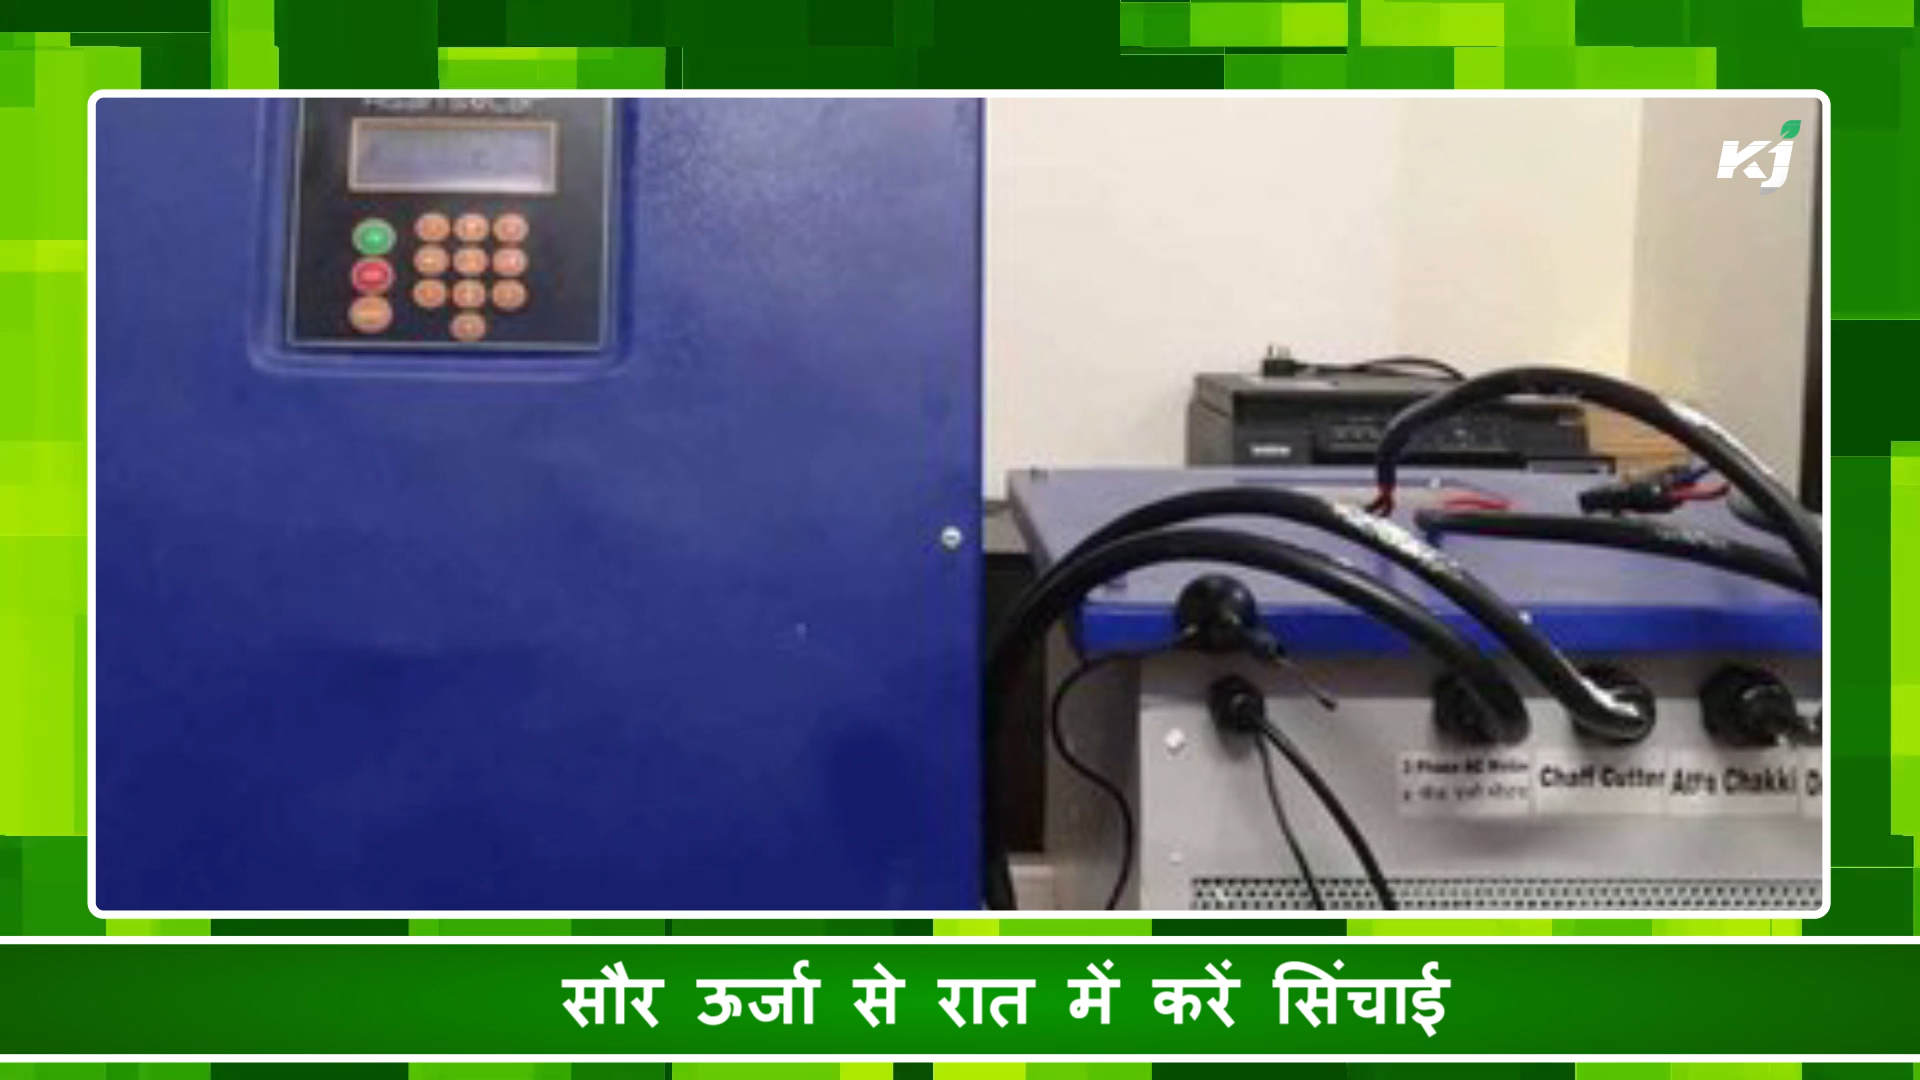 KJ
Chaff Cutter Atta Chakki
सौर ऊर्जा से रात में करें सिंचाई